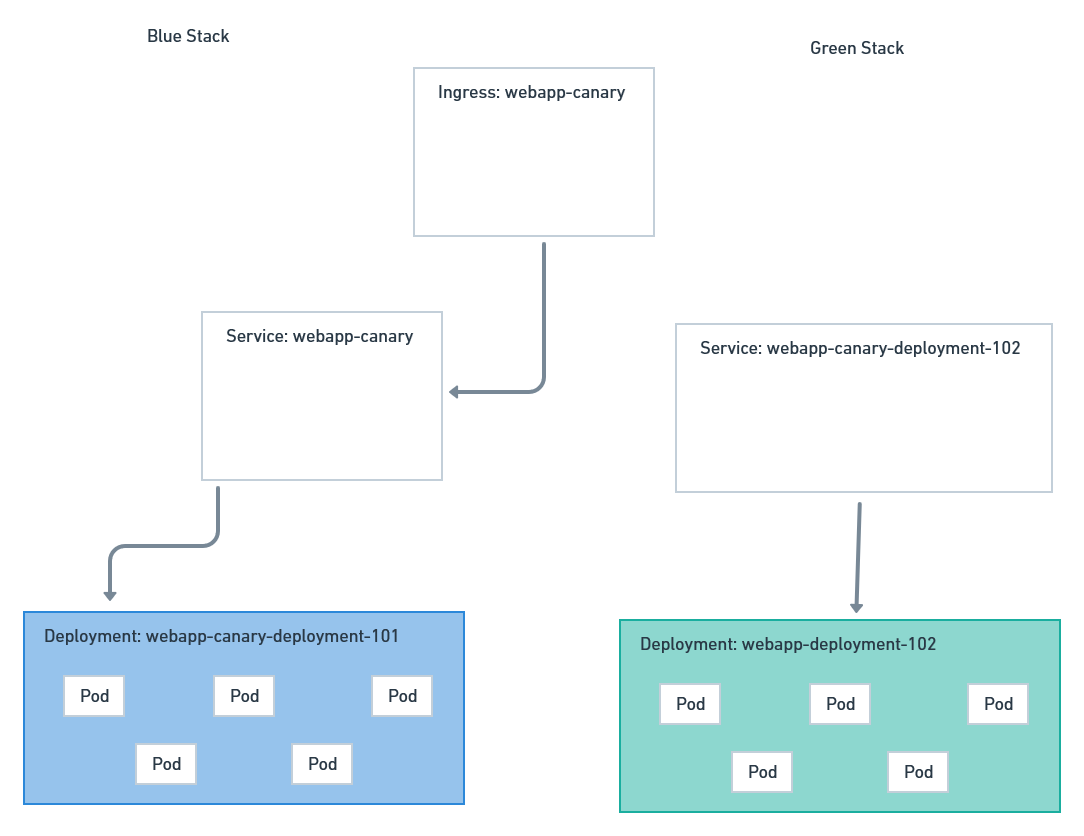 Blue Stack
Green Stack
Ingress: webapp-canary
Service: webapp-canary
Service: webapp-canary-deployment-102
Deployment: webapp-canary-deployment-101
Pod
Pod
Pod
Pod
Pod
Deployment: webapp-deployment-102
Pod
Pod
Pod
Pod
Pod